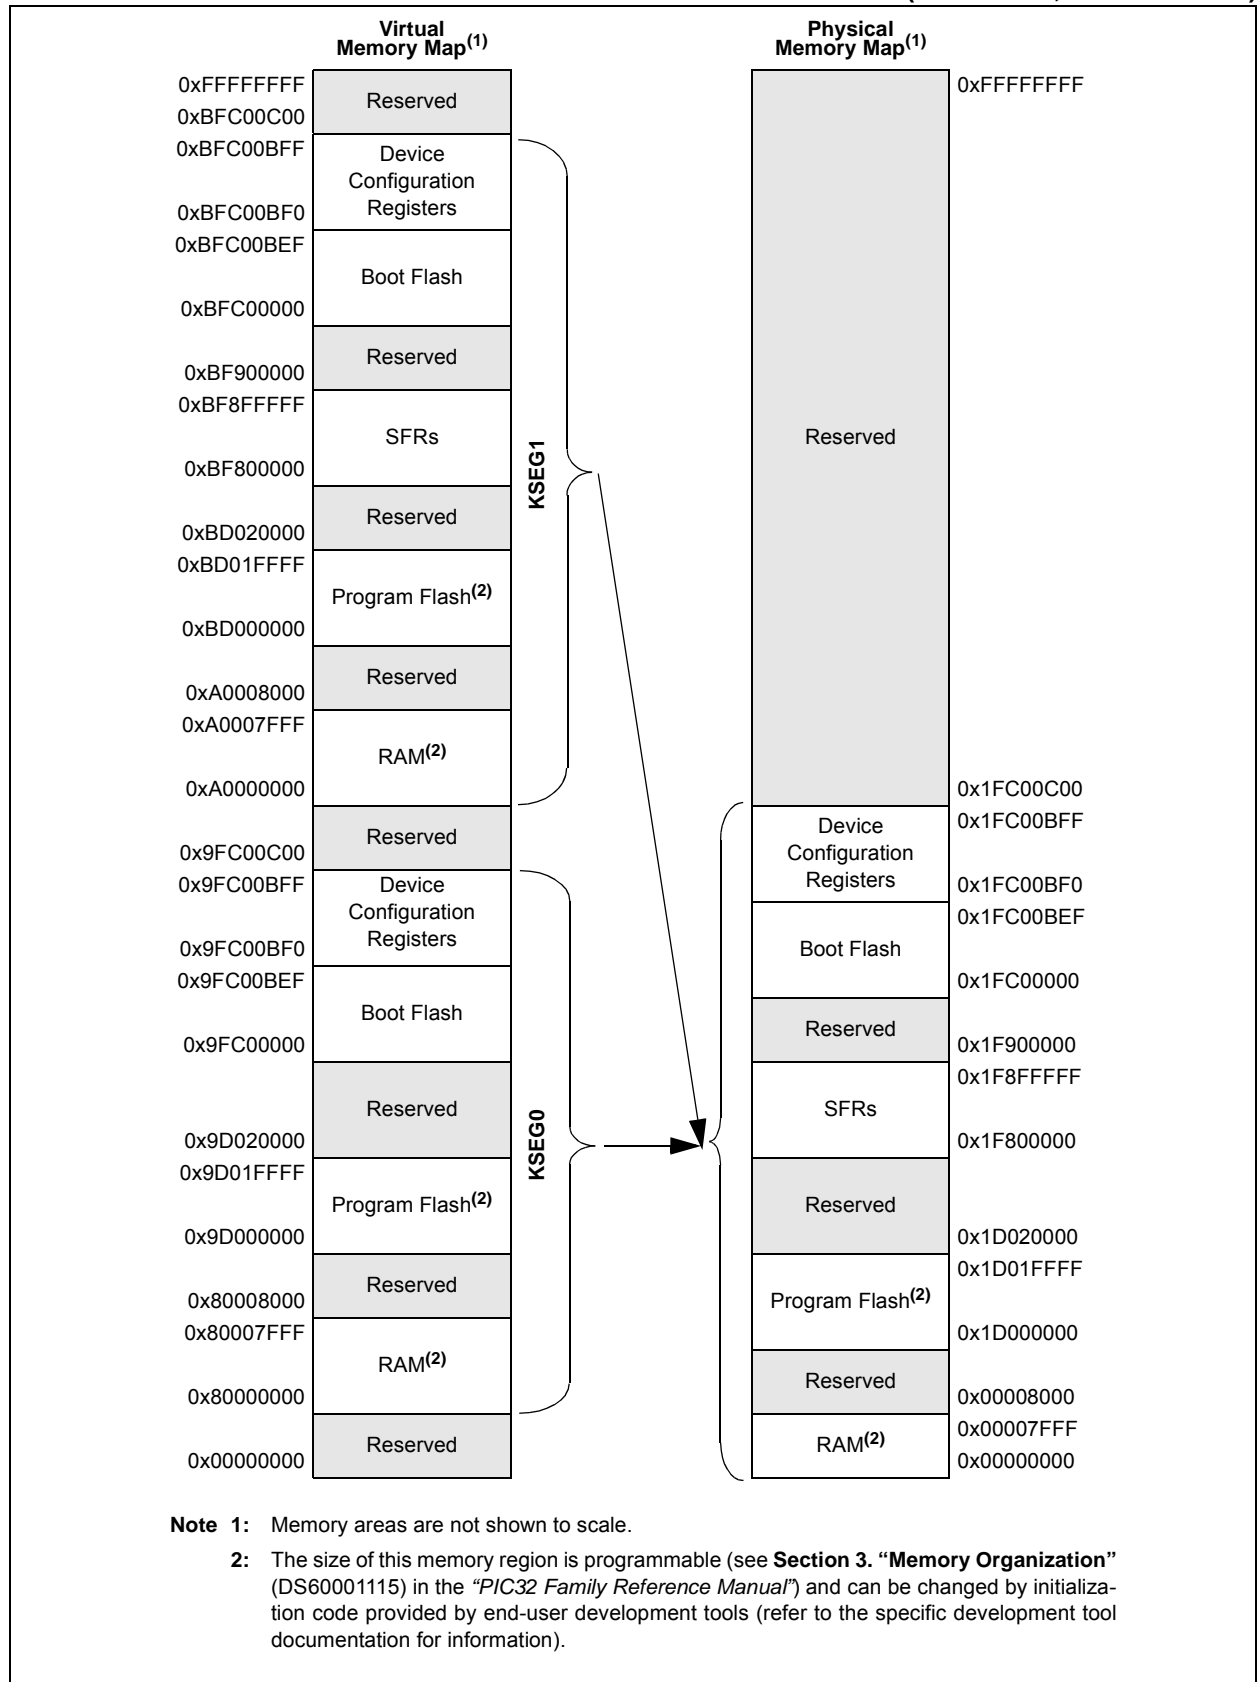 Virtual
Memory Map(1)
0xFFFFFFFF
Reserved
0xBFC00C00
0xBFC00BFF
Device
Configuration
Registers
0xBFC00BF0
0xBFC00BEF
Boot Flash
0xBFC00000
Reserved
0xBF900000
0xBF8FFFFF
SFRs
0xBF800000
Reserved
0xBD020000
0xBD01FFFF
Program Flash(2)
0xBD000000
Reserved
0xA0008000
0xA0007FFF
RAM(2)
0xA0000000
Reserved
0x9FC00C00
0x9FC00BFF
Device
Configuration
Registers
0x9FC00BF0
0x9FC00BEF
Boot Flash
0x9FC00000
Reserved
0x9D020000
0x9D01FFFF
Program Flash(2)
0x9D000000
Reserved
0x80008000
0x80007FFF
RAM(2)
0x80000000
Reserved
0x00000000
KSEG1
KSEG0
Physical
Memory Map(1)
0xFFFFFFFF
Reserved
0x1FC00C00
0x1FC00BFF
Device
Configuration
Registers
0x1FC00BF0
0x1FC00BEF
Boot Flash
0x1FC00000
Reserved
0x1F900000
0x1F8FFFFF
SFRs
0x1F800000
Reserved
0x1D020000
0x1D01FFFF
Program Flash(2)
0x1D000000
Reserved
0x00008000
0x00007FFF
RAM(2)
0x00000000
Note 1: Memory areas are not shown to scale.
2: The size of this memory region is programmable (see Section 3. “Memory Organization”
(DS60001115) in the “PIC32 Family Reference Manual”) and can be changed by initializa-
tion code provided by end-user development tools (refer to the specific development tool
documentation for information).